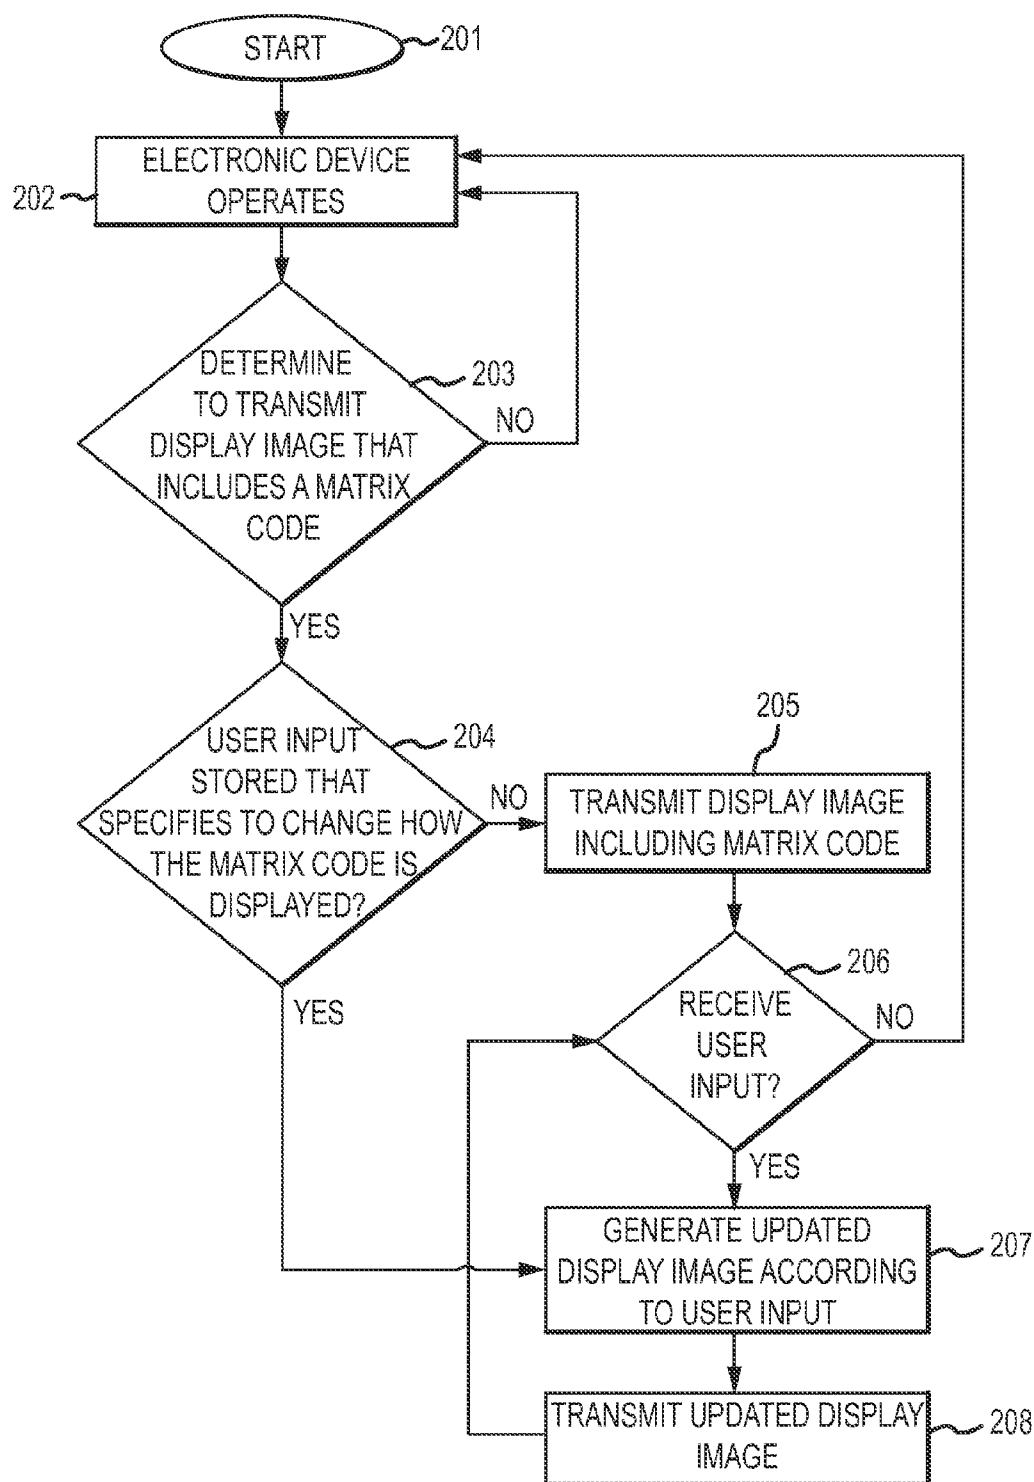 START
201
ELECTRONIC DEVICE
OPERATES
202
DETERMINE
TO TRANSMIT
DISPLAY IMAGE THAT
INCLUDES A MATRIX
CODE
203
NO
YES
USER INPUT
STORED THAT
SPECIFIES TO CHANGE HOW
THE MATRIX CODE IS
DISPLAYED?
204
NO
YES
205
TRANSMIT DISPLAY IMAGE
INCLUDING MATRIX CODE
206
RECEIVE
USER
INPUT?
NO
YES
GENERATE UPDATED
DISPLAY IMAGE ACCORDING
TO USER INPUT
207
TRANSMIT UPDATED DISPLAY
IMAGE
208